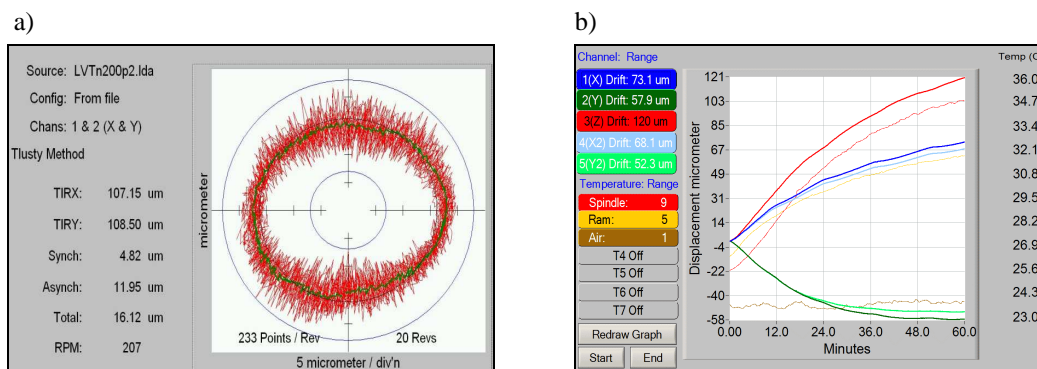 a)
Source: LVTn200p2.lda
Config: From file
Chans: 1 & 2 (X & Y)
Tlusty Method
TIRX: 107.15 um
TIRY: 108.50 um
Synch: 4.82 um
Asynch: 11.95 um
Total: 16.12 um
RPM: 207
micrometer
233 Points / Rev 20 Revs
5 micrometer / div'n
b)
Channel: Range
1(X) Drift: 73.1 um
2(Y) Drift: 57.9 um
3(Z) Drift: 120 um
4(X2) Drift: 68.1 um
5(Y2) Drift: 52.3 um
Temperature: Range
Spindle: 9
Ram: 5
Air: 1
T4 Off
T5 Off
T6 Off
T7 Off
Redraw Graph
Start End
Displacement micrometer
121
103
85
67
49
31
14
-4
-22
-40
-58
0.00 12.0 24.0 36.0 48.0 60.0
Minutes
Temp (
36.0
34.7
33.4
32.1
30.8
29.5
28.2
26.9
25.6
24.3
23.0